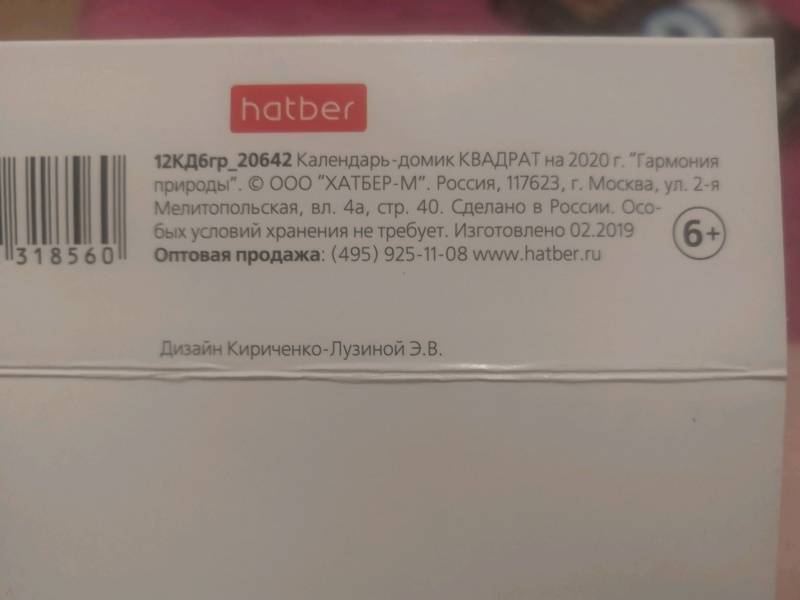 hatber
12КД6гр_20642 Календарь-домик КВАДРАТ на 2020 г. "Гармония
природы". © ООО "ХАТБЕР-М". Россия, 117623, г. Москва, ул. 2-я
Мелитопольская, вл. 4а, стр. 40. Сделано в России. Осо-
бых условий хранения не требует. Изготовлено 02.2019
6+
318560
Оптовая продажа: (495) 925-11-08 www.hatber.ru
Дизайн Кириченко-Лузиной Э.В.